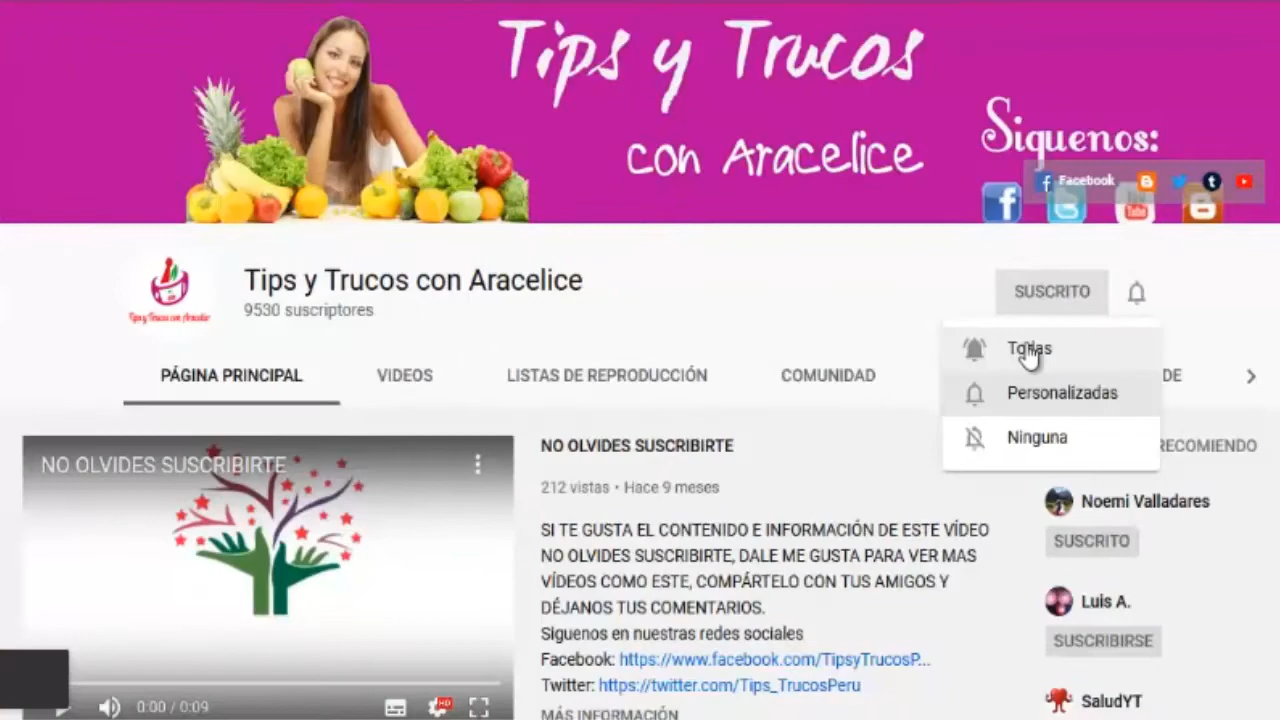 Tips y Trucos
con Aracelice
Siguenos:
Facebook
Tips y Trucos con Aracelice
9530 suscriptores
SUSCRITO
Todas
Personalizadas
Ninguna
PÁGINA PRINCIPAL
VIDEOS
LISTAS DE REPRODUCCIÓN
COMUNIDAD
DE
NO OLVIDES SUSCRIBIRTE
0:00 / 0:09
HD
NO OLVIDES SUSCRIBIRTE
212 vistas • Hace 9 meses
SI TE GUSTA EL CONTENIDO E INFORMACIÓN DE ESTE VÍDEO
NO OLVIDES SUSCRIBIRTE, DALE ME GUSTA PARA VER MAS
VÍDEOS COMO ESTE, COMPÁRTELO CON TUS AMIGOS Y
DÉJANOS TUS COMENTARIOS.
Siguenos en nuestras redes sociales
Facebook: https://www.facebook.com/TipsyTrucosP...
Twitter: https://twitter.com/Tips_TrucosPeru
MÁS INFORMACIÓN
RECOMIENDO
Noemi Valladares
SUSCRITO
Luis A.
SUSCRIBIRSE
SaludYT